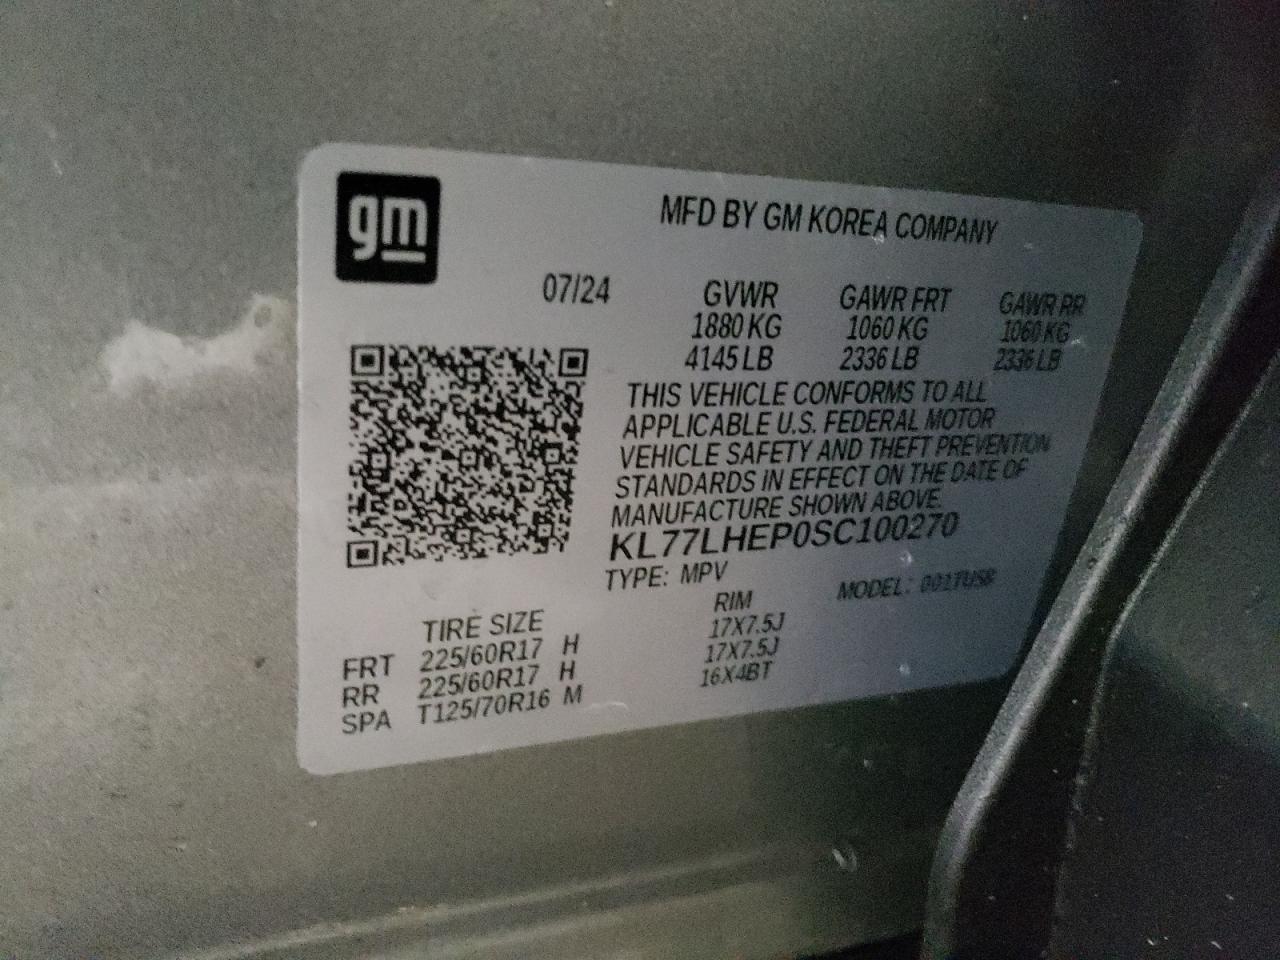 gm
MFD BY GM KOREA COMPANY
07/24 GVWR GAWR FRT GAWR RR
1880 KG 1060 KG 1060 KG
4145 LB 2336 LB 2336 LB
THIS VEHICLE CONFORMS TO ALL
APPLICABLE U.S. FEDERAL MOTOR
VEHICLE SAFETY AND THEFT PREVENTION
STANDARDS IN EFFECT ON THE DATE OF
MANUFACTURE SHOWN ABOVE.
KL77LHEP0SC100270
TYPE: MPV MODEL:
TIRE SIZE RIM
FRT 225/60R17 H 17X7.5J
RR 225/60R17 H 17X7.5J
SPA T125/70R16 M 16X4BT